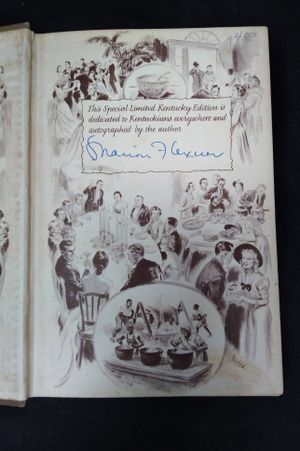 This Special Limited Kentucky Edition is
dedicated to Kentuckians everywhere and
autographed by the author
Marion Flexner